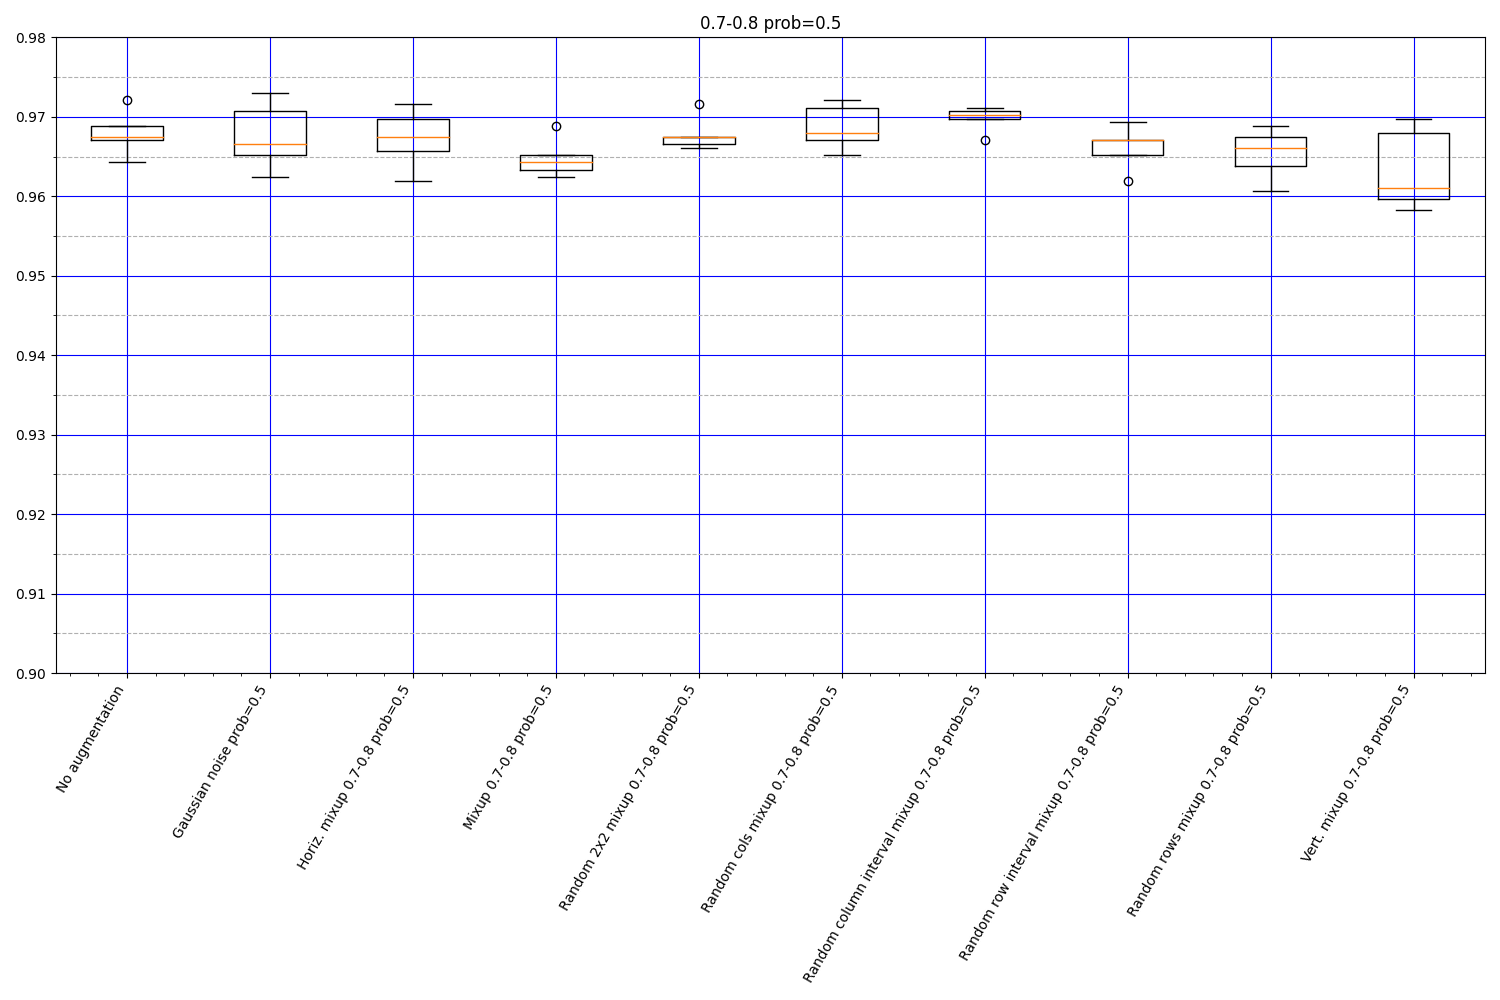 0.7-0.8 prob=0.5
0.98
0.97
0.96
0.95
0.94
0.93
0.92
0.91
0.90
No augmentation
Gaussian noise prob=0.5
Horiz. mixup 0.7-0.8 prob=0.5
Mixup 0.7-0.8 prob=0.5
Random 2x2 mixup 0.7-0.8 prob=0.5
Random cols mixup 0.7-0.8 prob=0.5
Random column interval mixup 0.7-0.8 prob=0.5
Random row interval mixup 0.7-0.8 prob=0.5
Random rows mixup 0.7-0.8 prob=0.5
Vert. mixup 0.7-0.8 prob=0.5